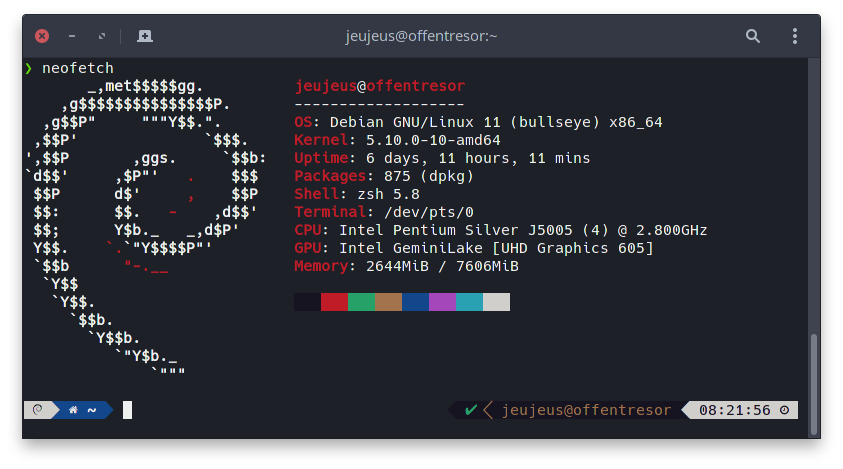 jeujeus@offentresor:~
❯ neofetch
       _,met$$$$$gg.
    ,g$$$$$$$$$$$$$$$P.
  ,g$$P"     """Y$$.".
 ,$$P'              `$$$.
',$$P       ,ggs.     `$$b:
`d$$'     ,$P"'   .    $$$
 $$P      d$'     ,    $$P
 $$:      $$.   -    ,d$$'
 $$;      Y$b._   _,d$P'
 Y$$.    `.`"Y$$$$P"'
 `$$b      "-.__
  `Y$$
   `Y$$.
     `$$b.
       `Y$$b.
          `"Y$b._
              `"""
jeujeus@offentresor
-------------------
OS: Debian GNU/Linux 11 (bullseye) x86_64
Kernel: 5.10.0-10-amd64
Uptime: 6 days, 11 hours, 11 mins
Packages: 875 (dpkg)
Shell: zsh 5.8
Terminal: /dev/pts/0
CPU: Intel Pentium Silver J5005 (4) @ 2.800GHz
GPU: Intel GeminiLake [UHD Graphics 605]
Memory: 2644MiB / 7606MiB
~ ✔ jeujeus@offentresor 08:21:56